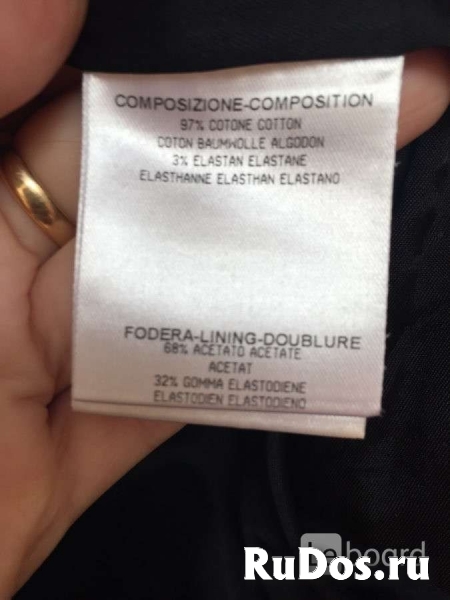 COMPOSIZIONE-COMPOSITION
97% COTONE COTTON
COTON BAUMWOLLE ALGODON
3% ELASTAN ELASTANE
ELASTHANNE ELASTHAN ELASTANO
FODERA-LINING-DOUBLURE
68% ACETATO ACETATE
ACETAT
32% GOMMA ELASTODIENE
ELASTODIEN ELASTODIENO
board
RuDos.ru